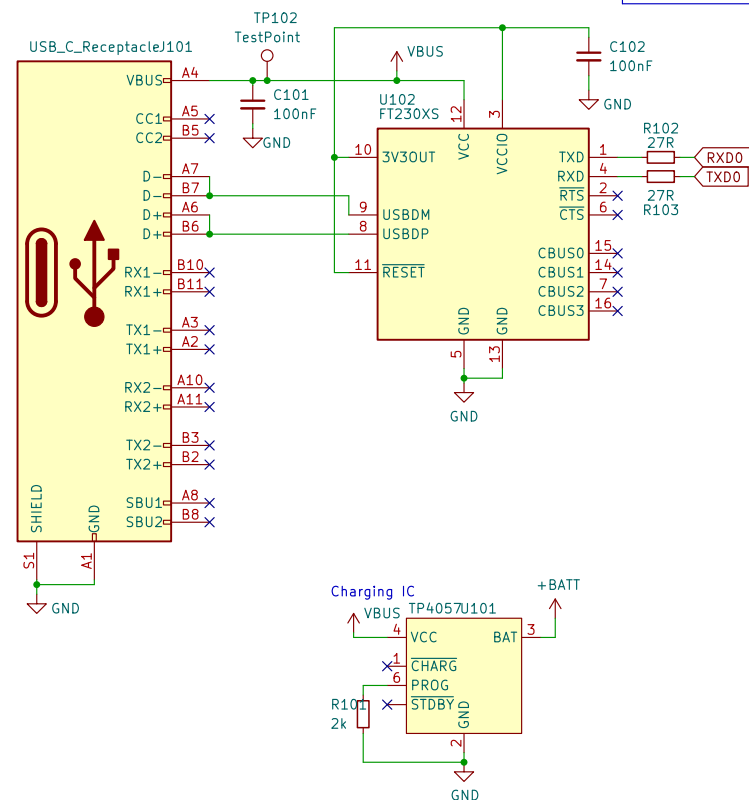 TP102
TestPoint
USB_C_ReceptacleJ101
VBUS
A4
VBUS
C101
100nF
GND
C102
100nF
GND
CC1
A5
CC2
B5
D-
A7
D-
B7
D+
A6
D+
B6
RX1-
B10
RX1+
B11
TX1-
A3
TX1+
A2
RX2-
A10
RX2+
A11
TX2-
B3
TX2+
B2
SBU1
A8
SBU2
B8
SHIELD
GND
S1
A1
GND
U102
FT230XS
12
3
VCC
VCCIO
10
3V3OUT
9
USBDM
8
USBDP
11
RESET
TXD
1
RXD
4
RTS
2
CTS
6
CBUS0
15
CBUS1
14
CBUS2
7
CBUS3
16
GND
GND
5
13
GND
R102
27R
RXD0
TXD0
27R
R103
Charging IC
VBUS
TP4057U101
+BATT
4
VCC
BAT
3
1
CHARG
6
PROG
STDBY
R101
2k
GND
2
GND